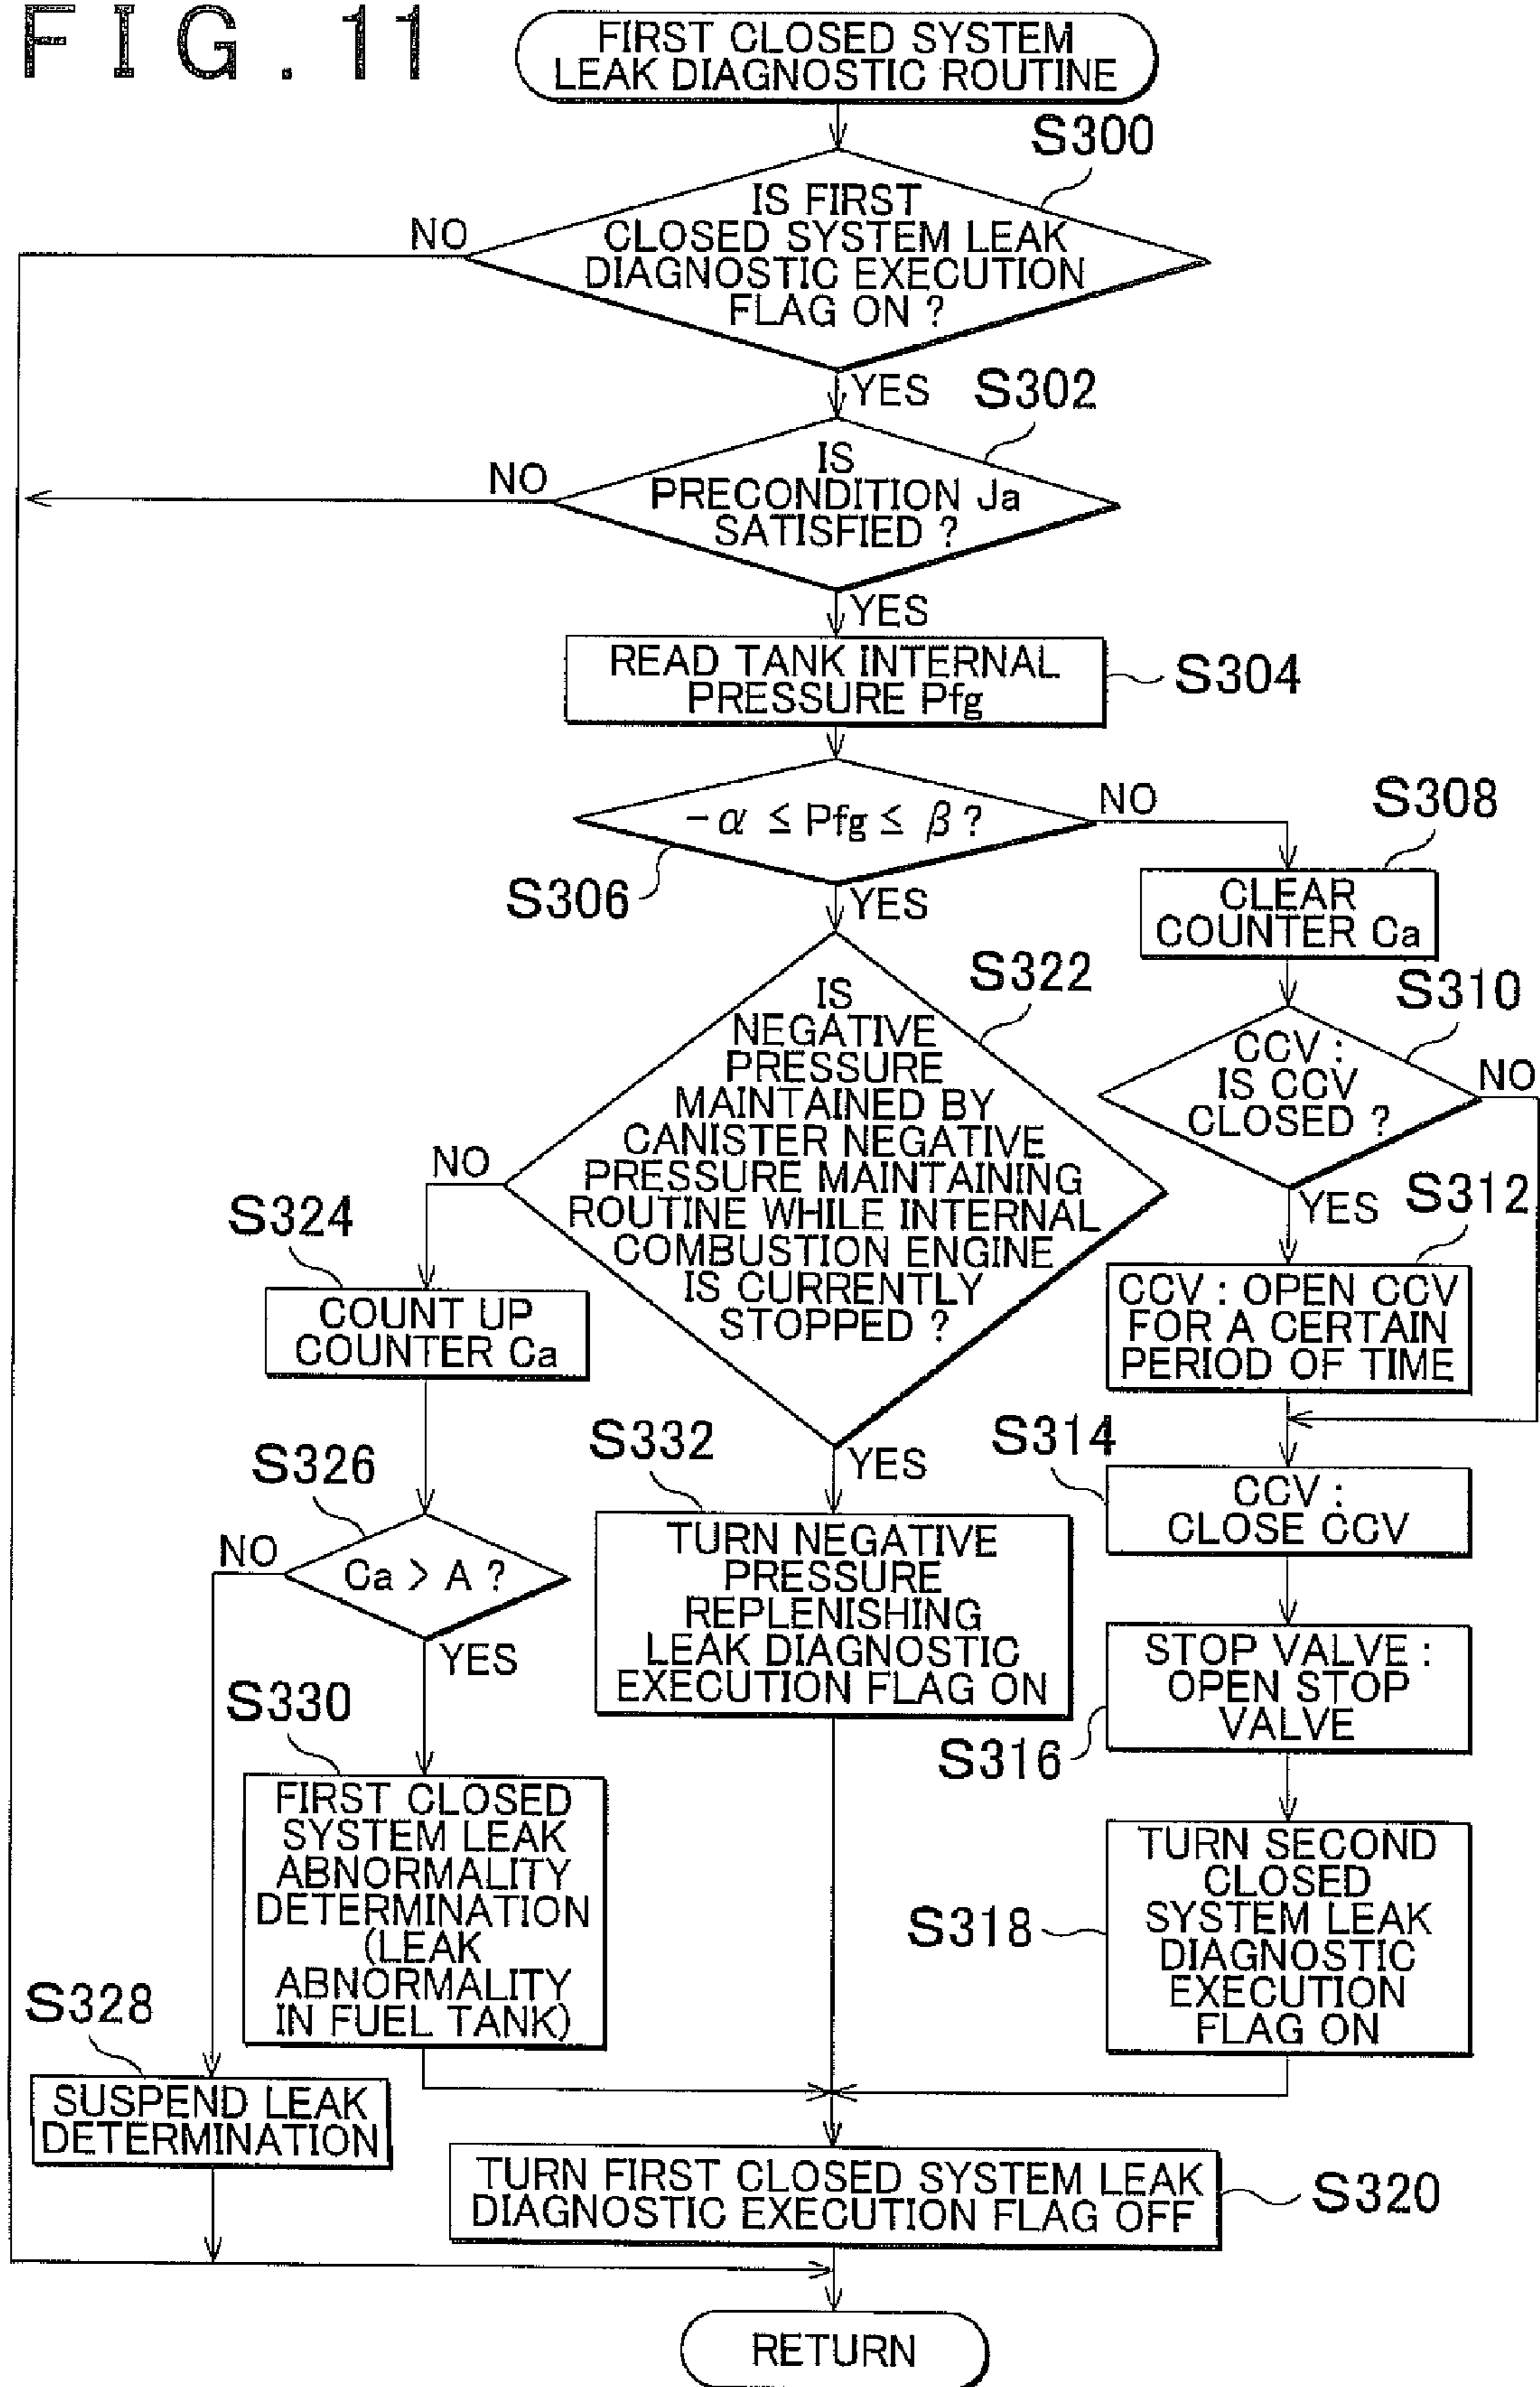 FIG. 11
FIRST CLOSED SYSTEM
LEAK DIAGNOSTIC ROUTINE
S300
IS FIRST
CLOSED SYSTEM LEAK
DIAGNOSTIC EXECUTION
FLAG ON ?
NO
YES
S302
IS
PRECONDITION Ja
SATISFIED ?
NO
YES
READ TANK INTERNAL
PRESSURE Pfg
S304
-α ≤ Pfg ≤ β ?
NO
S306
YES
S308
CLEAR
COUNTER Ca
S322
IS
NEGATIVE
PRESSURE
MAINTAINED BY
CANISTER NEGATIVE
PRESSURE MAINTAINING
ROUTINE WHILE INTERNAL
COMBUSTION ENGINE
IS CURRENTLY
STOPPED ?
NO
YES
S310
CCV :
IS CCV
CLOSED ?
NO
YES
S312
CCV : OPEN CCV
FOR A CERTAIN
PERIOD OF TIME
S324
COUNT UP
COUNTER Ca
S326
Ca > A ?
NO
YES
S332
TURN NEGATIVE
PRESSURE
REPLENISHING
LEAK DIAGNOSTIC
EXECUTION FLAG ON
S314
CCV :
CLOSE CCV
STOP VALVE :
OPEN STOP
VALVE
S316
S330
FIRST CLOSED
SYSTEM LEAK
ABNORMALITY
DETERMINATION
(LEAK
ABNORMALITY
IN FUEL TANK)
TURN SECOND
CLOSED
SYSTEM LEAK
DIAGNOSTIC
EXECUTION
FLAG ON
S318
S328
SUSPEND LEAK
DETERMINATION
TURN FIRST CLOSED SYSTEM LEAK
DIAGNOSTIC EXECUTION FLAG OFF
S320
RETURN